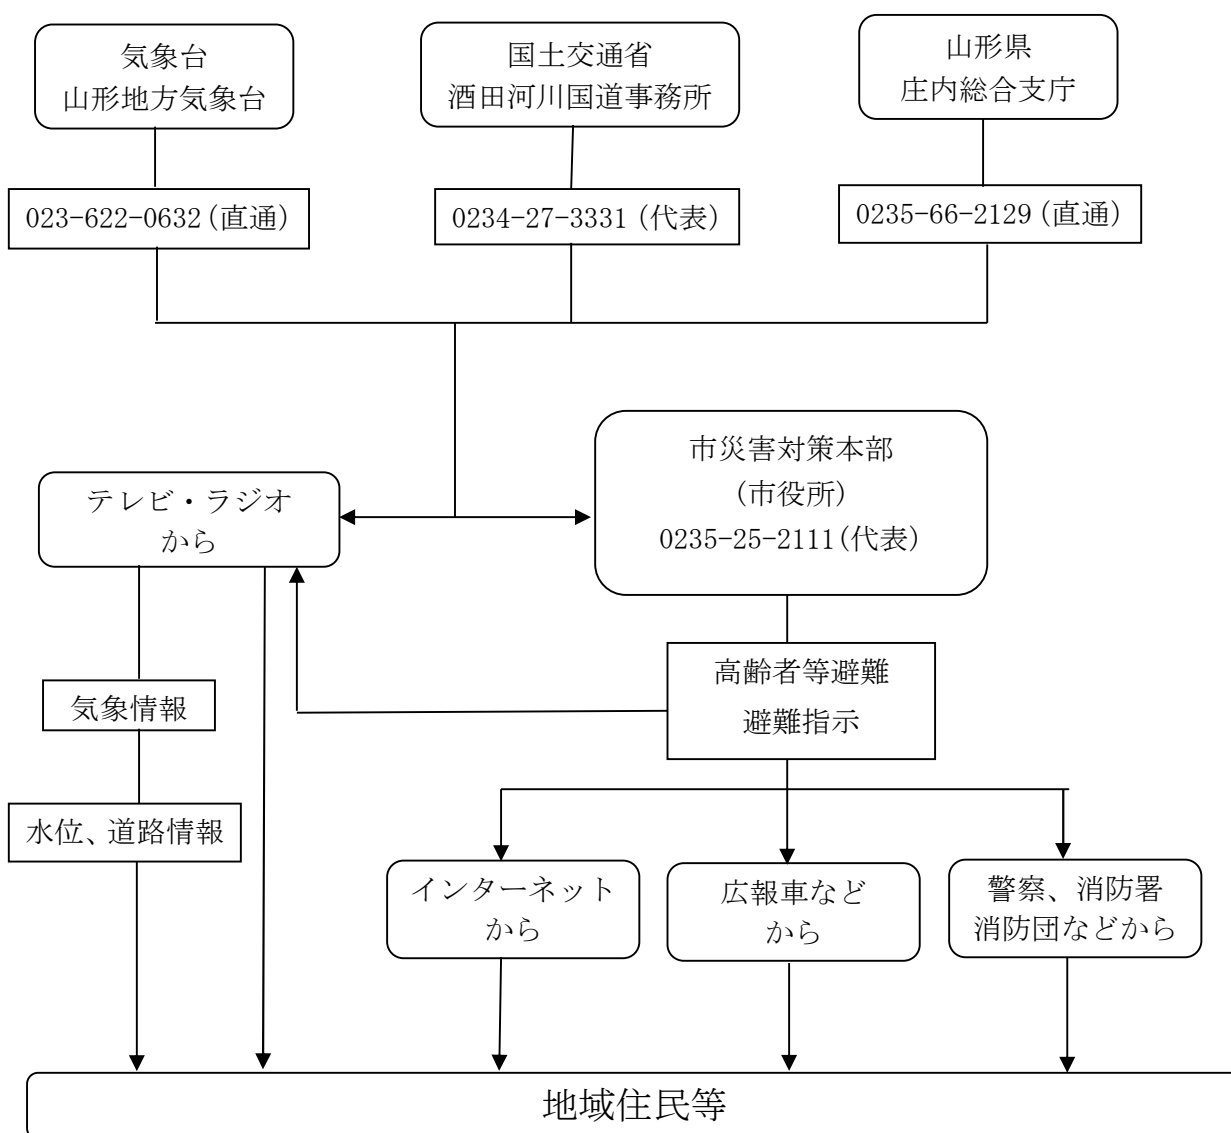 気象台
山形地方気象台
国土交通省
酒田河川国道事務所
山形県
庄内総合支庁
023-622-0632(直通)
0234-27-3331(代表)
0235-66-2129(直通)
テレビ・ラジオ
から
市災害対策本部
(市役所)
0235-25-2111(代表)
高齢者等避難
避難指示
気象情報
水位、道路情報
インターネット
から
広報車など
から
警察、消防署
消防団などから
地域住民等